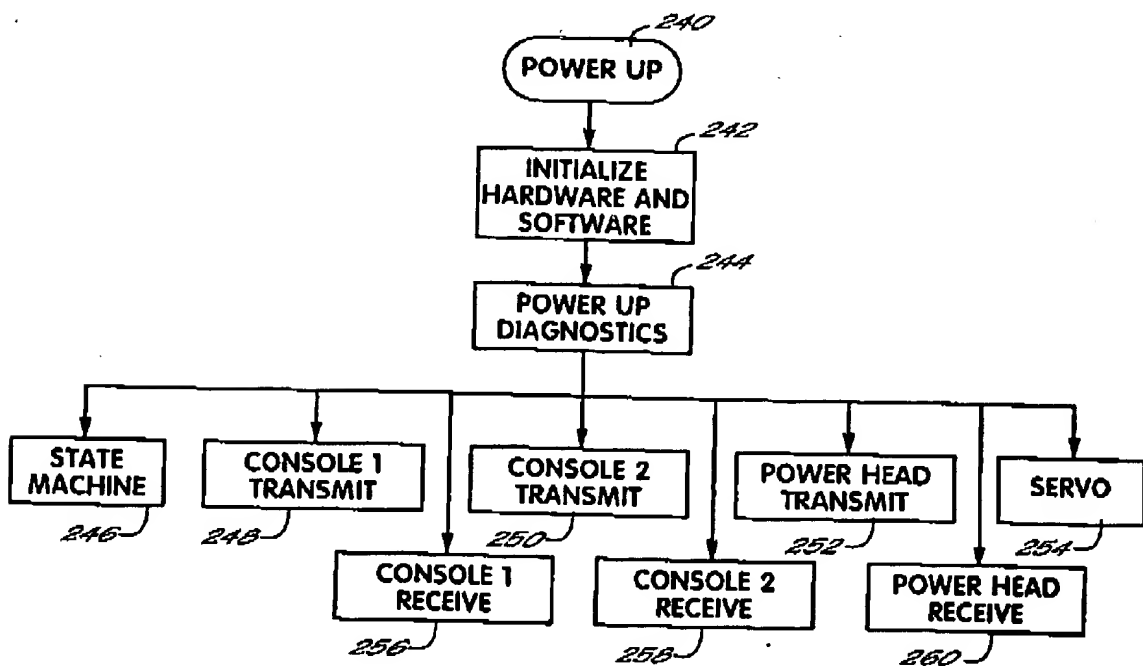 240
POWER UP
242
INITIALIZE
HARDWARE AND
SOFTWARE
244
POWER UP
DIAGNOSTICS
STATE
MACHINE
246
CONSOLE 1
TRANSMIT
248
CONSOLE 2
TRANSMIT
250
POWER HEAD
TRANSMIT
252
SERVO
254
CONSOLE 1
RECEIVE
256
CONSOLE 2
RECEIVE
258
POWER HEAD
RECEIVE
260